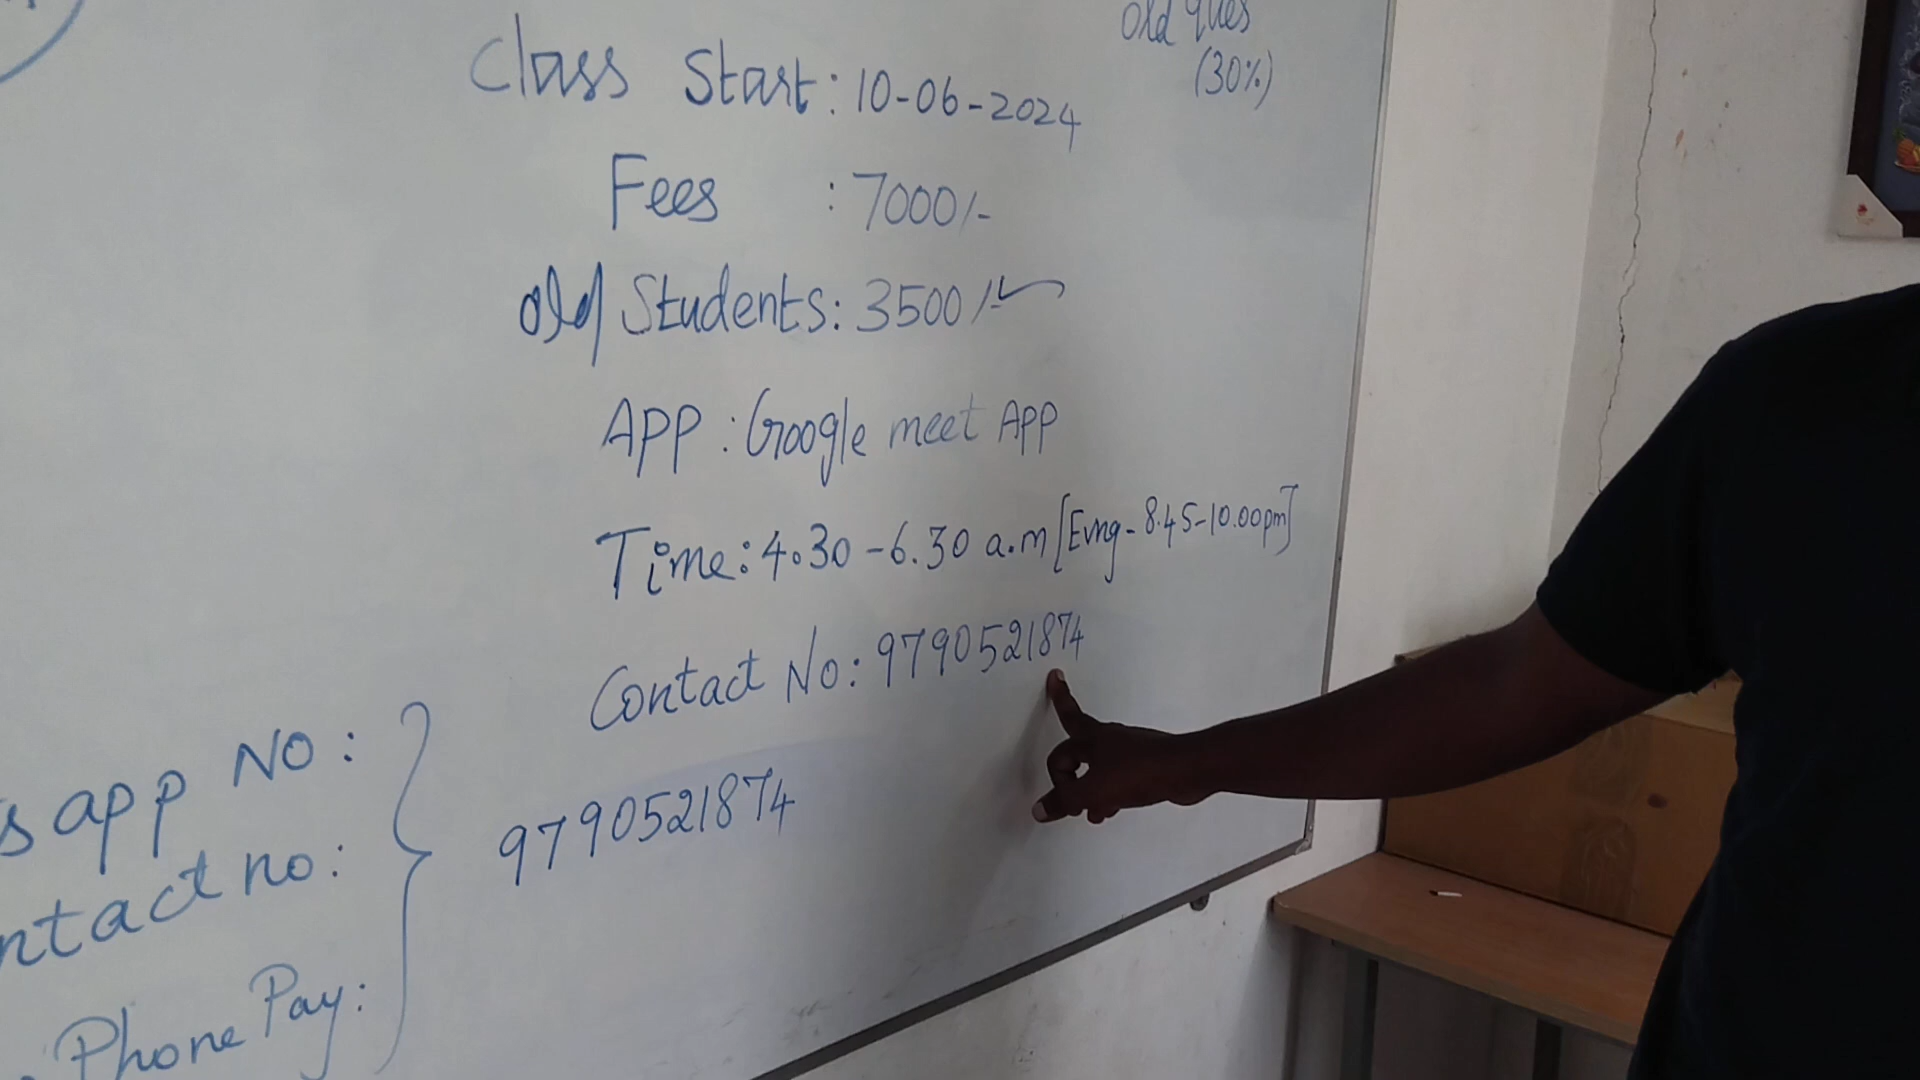 Old Ques
(30%)
Class Start: 10-06-2024
Fees : 7000/-
Old Students: 3500/-
APP : Google meet App
Time: 4.30 - 6.30 a.m [Evng - 8.45-10.00pm]
Contact No: 9790521874
s app NO:
ntact no:
Phone Pay:
9790521874